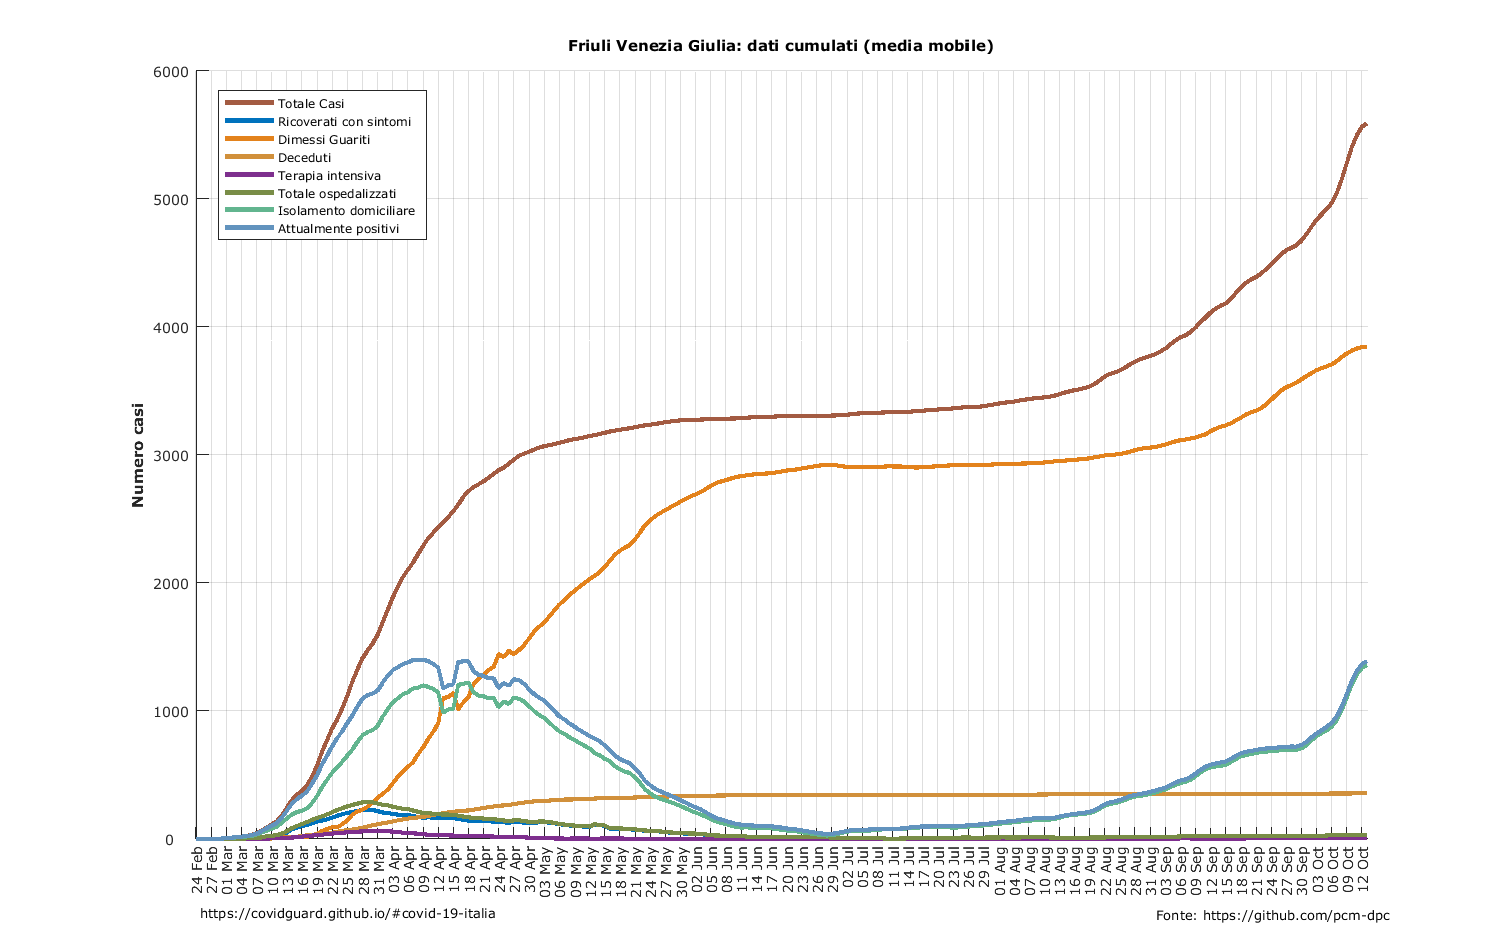 Friuli Venezia Giulia: dati cumulati (media mobile)
6000
5000
4000
3000
2000
1000
0
Numero casi
Totale Casi
Ricoverati con sintomi
Dimessi Guariti
Deceduti
Terapia intensiva
Totale ospedalizzati
Isolamento domiciliare
Attualmente positivi
24 Feb
27 Feb
01 Mar
04 Mar
07 Mar
10 Mar
13 Mar
16 Mar
19 Mar
22 Mar
25 Mar
28 Mar
31 Mar
03 Apr
06 Apr
09 Apr
12 Apr
15 Apr
18 Apr
21 Apr
24 Apr
27 Apr
30 Apr
03 May
06 May
09 May
12 May
15 May
18 May
21 May
24 May
27 May
30 May
02 Jun
05 Jun
08 Jun
11 Jun
14 Jun
17 Jun
20 Jun
23 Jun
26 Jun
29 Jun
02 Jul
05 Jul
08 Jul
11 Jul
14 Jul
17 Jul
20 Jul
23 Jul
26 Jul
29 Jul
01 Aug
04 Aug
07 Aug
10 Aug
13 Aug
16 Aug
19 Aug
22 Aug
25 Aug
28 Aug
31 Aug
03 Sep
06 Sep
09 Sep
12 Sep
15 Sep
18 Sep
21 Sep
24 Sep
27 Sep
30 Sep
03 Oct
06 Oct
09 Oct
12 Oct
https://covidguard.github.io/#covid-19-italia
Fonte: https://github.com/pcm-dpc